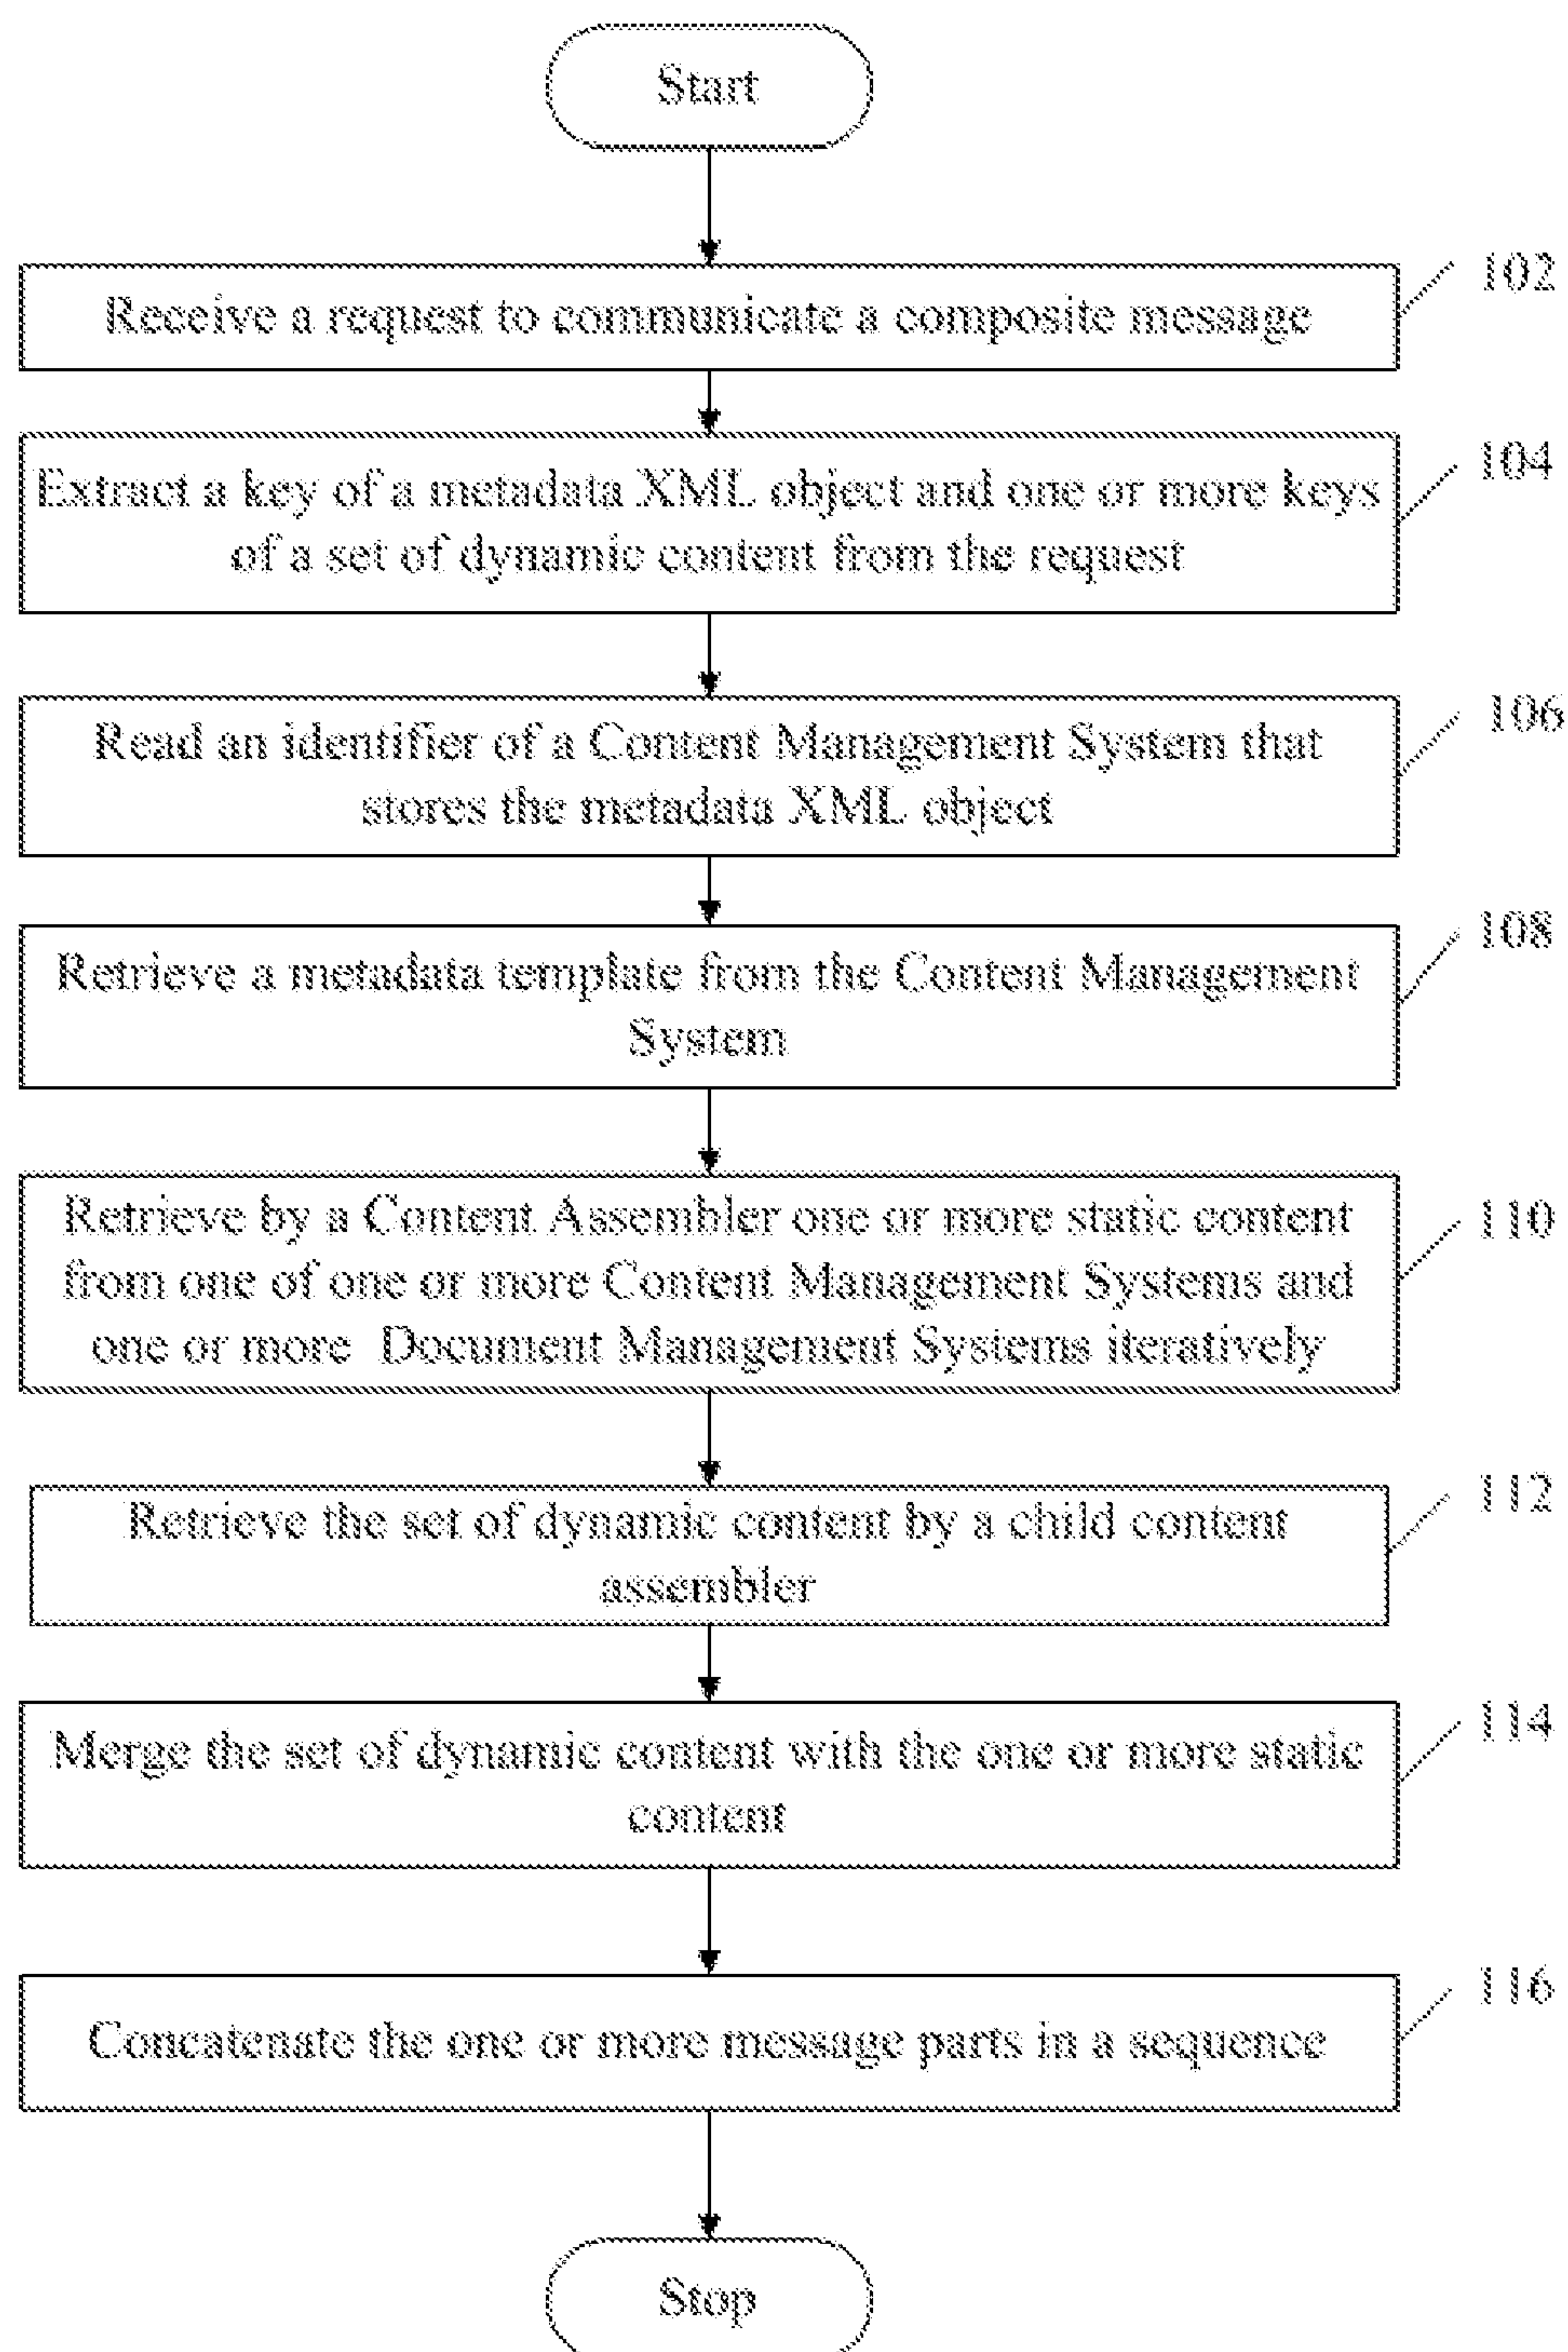 Start
102
Receive a request to communicate a composite message
104
Extract a key of a metadata XML object and one or more keys
of a set of dynamic content from the request
106
Read an identifier of a Content Management System that
stores the metadata XML object
108
Retrieve a metadata template from the Content Management
System
110
Retrieve by a Content Assembler one or more static content
from one of one or more Content Management Systems and
one or more Document Management Systems iteratively
112
Retrieve the set of dynamic content by a child content
assembler
114
Merge the set of dynamic content with the one or more static
content
116
Concatenate the one or more message parts in a sequence
Stop